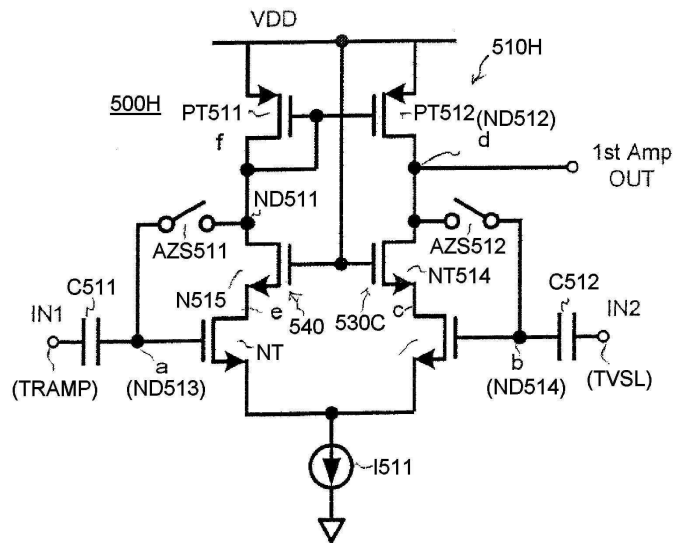 VDD
510H
500H
PT511
PT512
(ND512)
f
d
1st Amp
OUT
ND511
AZS511
AZS512
C511
N515
NT514
C512
IN1
e
540
530C
c
IN2
a
NT
b
(TRAMP)
(ND513)
(ND514)
(TVSL)
I511